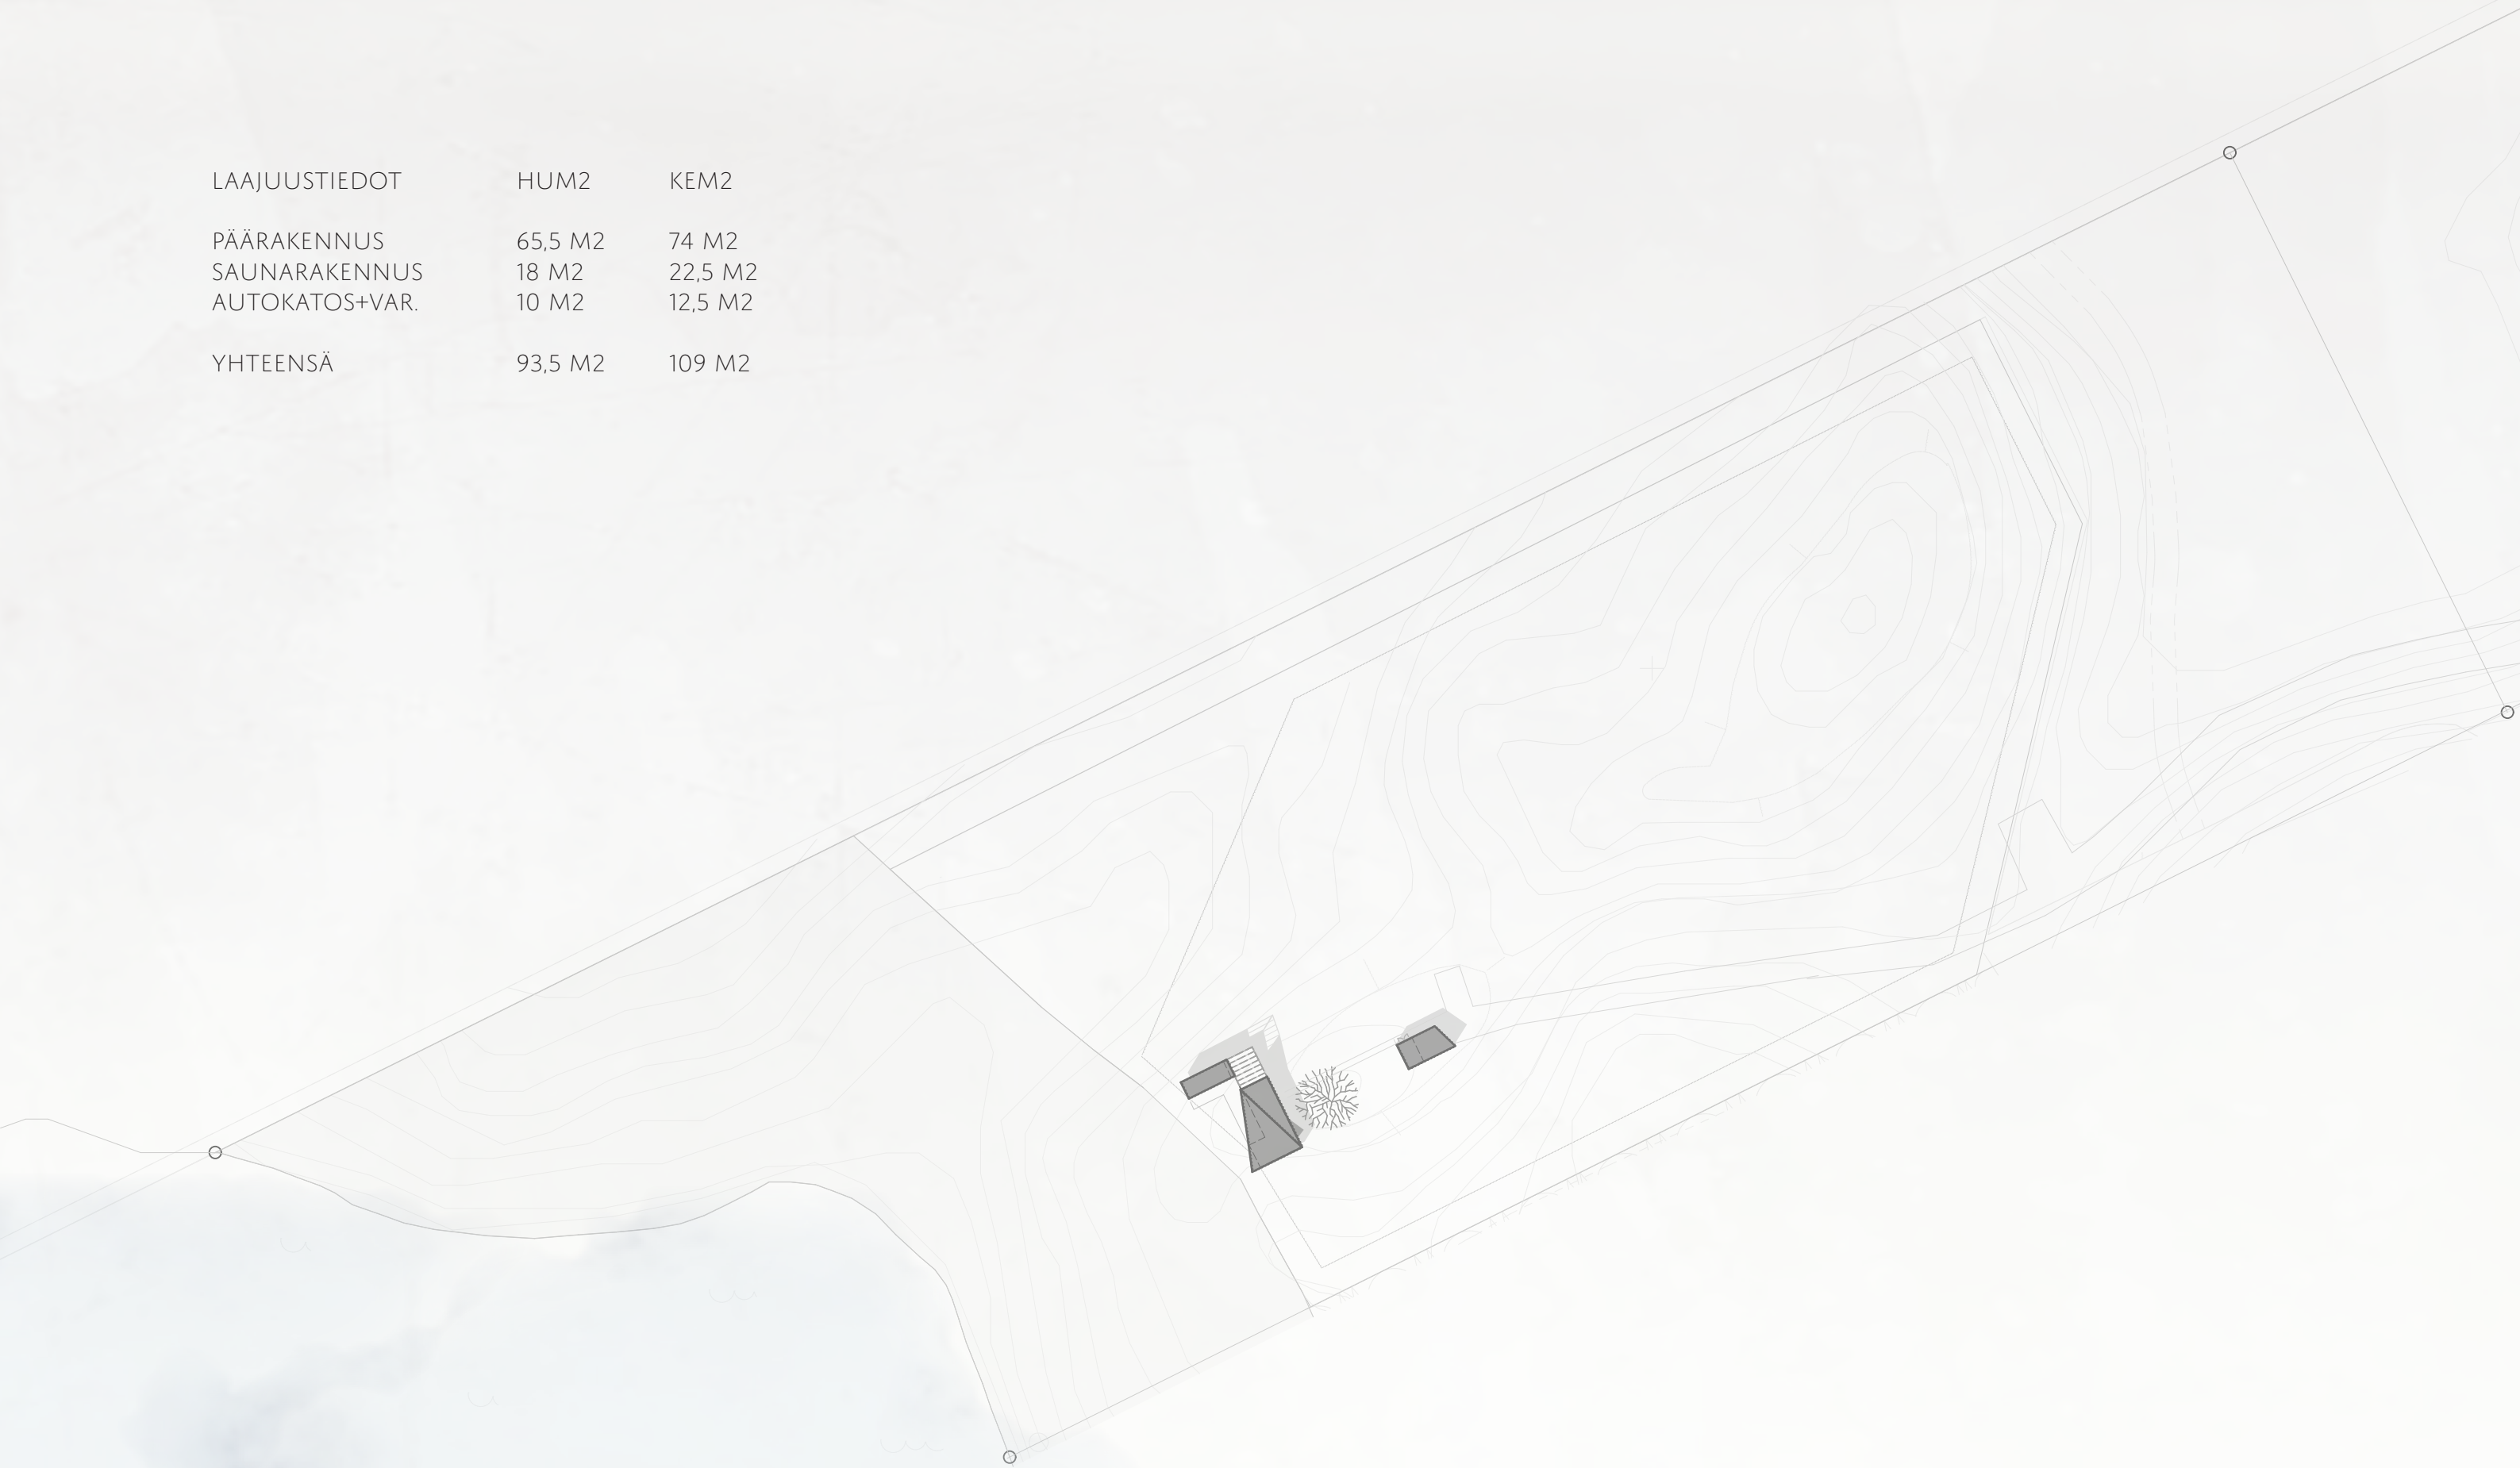 LAAJUUSTIEDOT HUM2 KEM2
PÄÄRAKENNUS 65,5 M2 74 M2
SAUNARAKENNUS 18 M2 22,5 M2
AUTOKATOS+VAR. 10 M2 12,5 M2
YHTEENSÄ 93,5 M2 109 M2